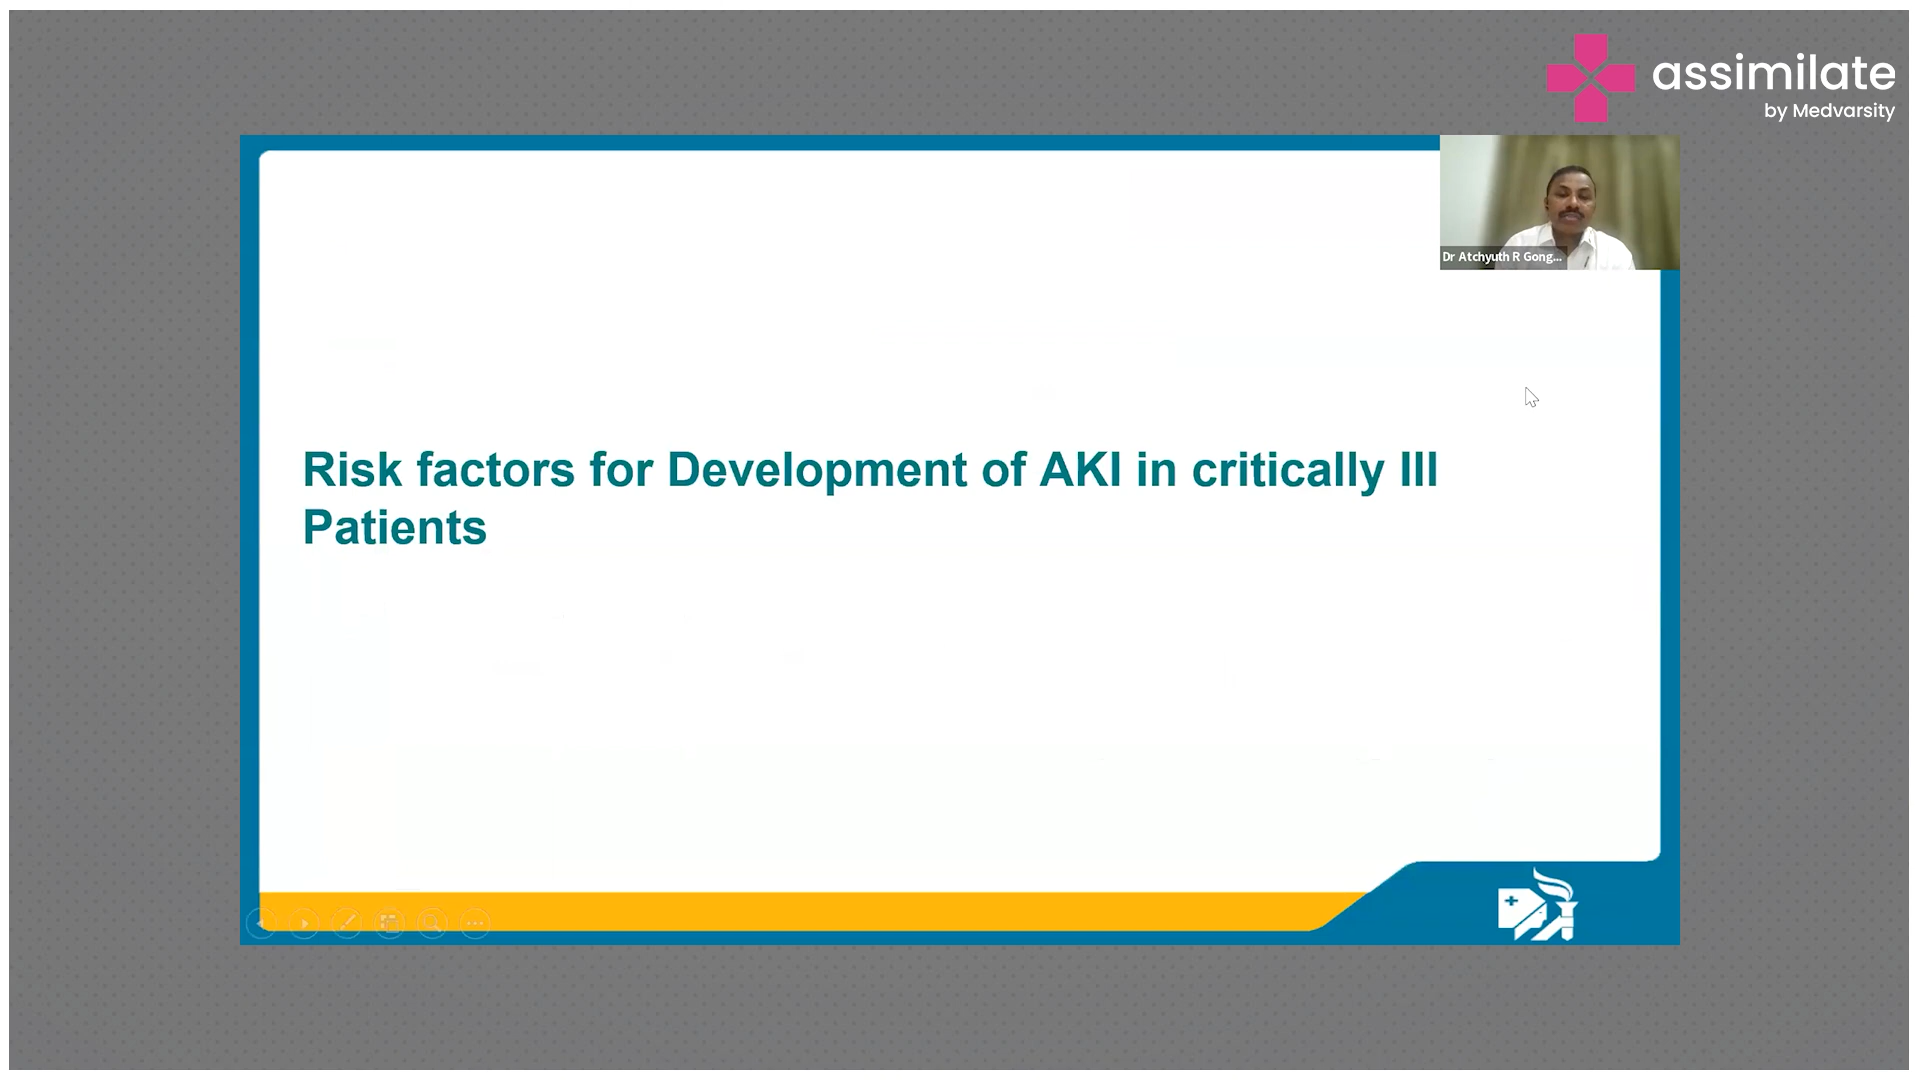 assimilate
by Medvarsity
Dr Atchyuth R Gong...
Risk factors for Development of AKI in critically Ill
Patients